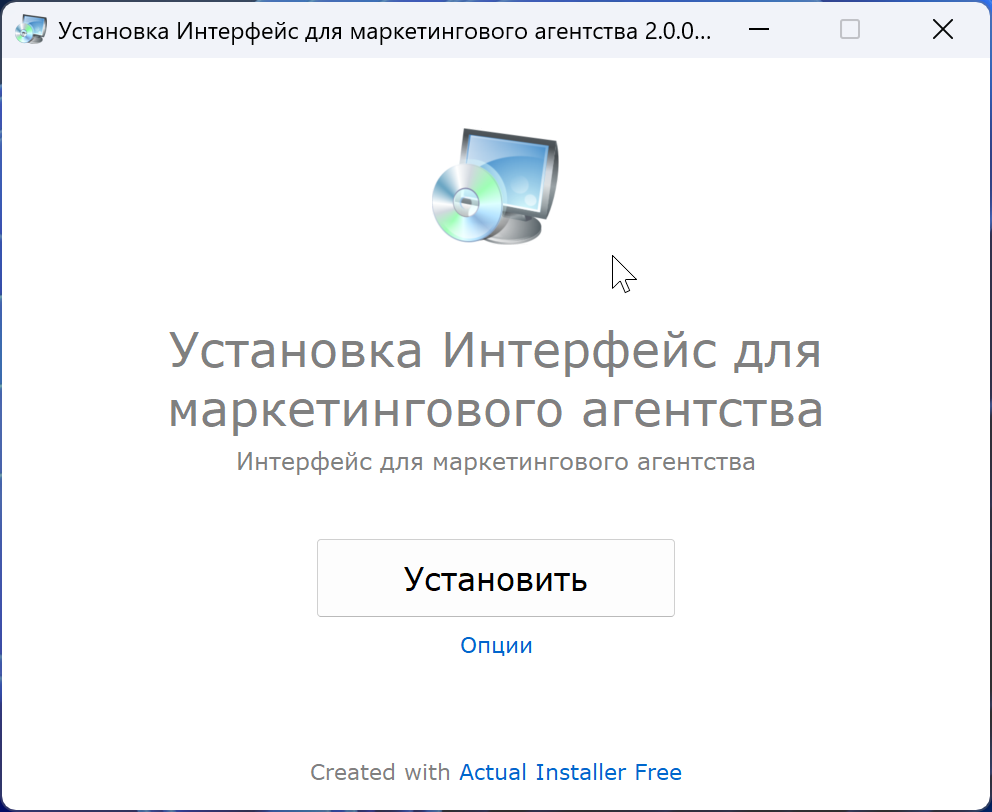 Установка Интерфейс для маркетингового агентства 2.0.0...
Установка Интерфейс для
маркетингового агентства
Интерфейс для маркетингового агентства
Установить
Опции
Created with Actual Installer Free